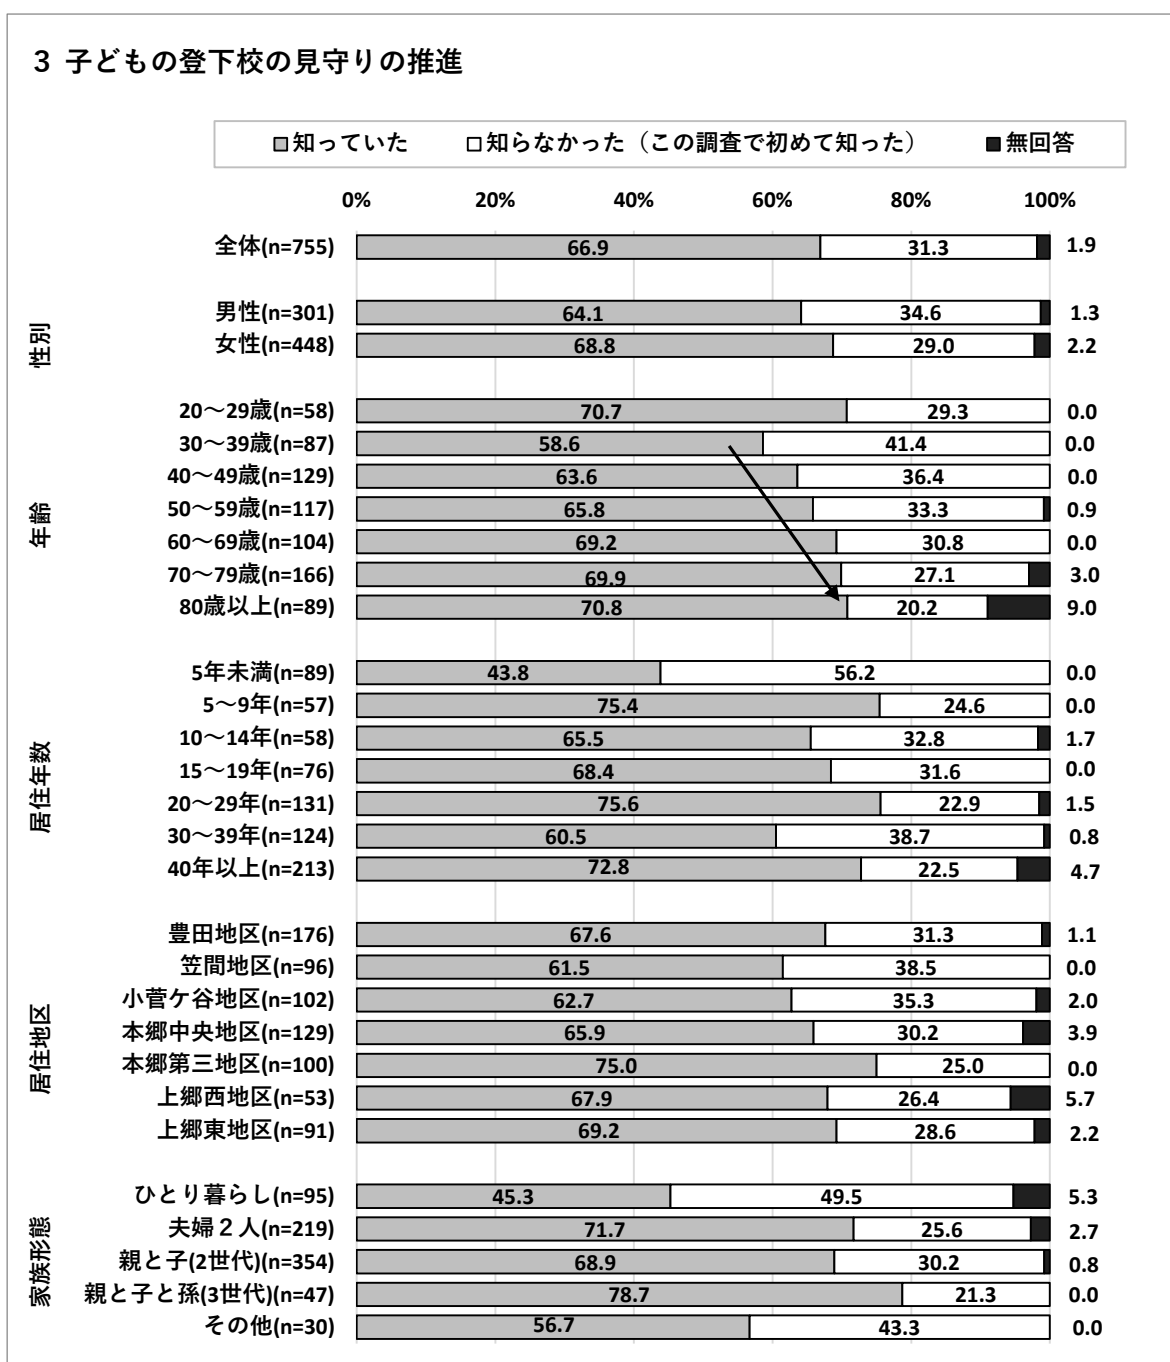 3 子どもの登下校の見守りの推進
知っていた 知らなかった（この調査で初めて知った） 無回答
0% 20% 40% 60% 80% 100%
全体(n=755) 66.9 31.3 1.9
性別
男性(n=301) 64.1 34.6 1.3
女性(n=448) 68.8 29.0 2.2
年齢
20～29歳(n=58) 70.7 29.3 0.0
30～39歳(n=87) 58.6 41.4 0.0
40～49歳(n=129) 63.6 36.4 0.0
50～59歳(n=117) 65.8 33.3 0.9
60～69歳(n=104) 69.2 30.8 0.0
70～79歳(n=166) 69.9 27.1 3.0
80歳以上(n=89) 70.8 20.2 9.0
居住年数
5年未満(n=89) 43.8 56.2 0.0
5～9年(n=57) 75.4 24.6 0.0
10～14年(n=58) 65.5 32.8 1.7
15～19年(n=76) 68.4 31.6 0.0
20～29年(n=131) 75.6 22.9 1.5
30～39年(n=124) 60.5 38.7 0.8
40年以上(n=213) 72.8 22.5 4.7
居住地区
豊田地区(n=176) 67.6 31.3 1.1
笠間地区(n=96) 61.5 38.5 0.0
小菅ケ谷地区(n=102) 62.7 35.3 2.0
本郷中央地区(n=129) 65.9 30.2 3.9
本郷第三地区(n=100) 75.0 25.0 0.0
上郷西地区(n=53) 67.9 26.4 5.7
上郷東地区(n=91) 69.2 28.6 2.2
家族形態
ひとり暮らし(n=95) 45.3 49.5 5.3
夫婦２人(n=219) 71.7 25.6 2.7
親と子(2世代)(n=354) 68.9 30.2 0.8
親と子と孫(3世代)(n=47) 78.7 21.3 0.0
その他(n=30) 56.7 43.3 0.0